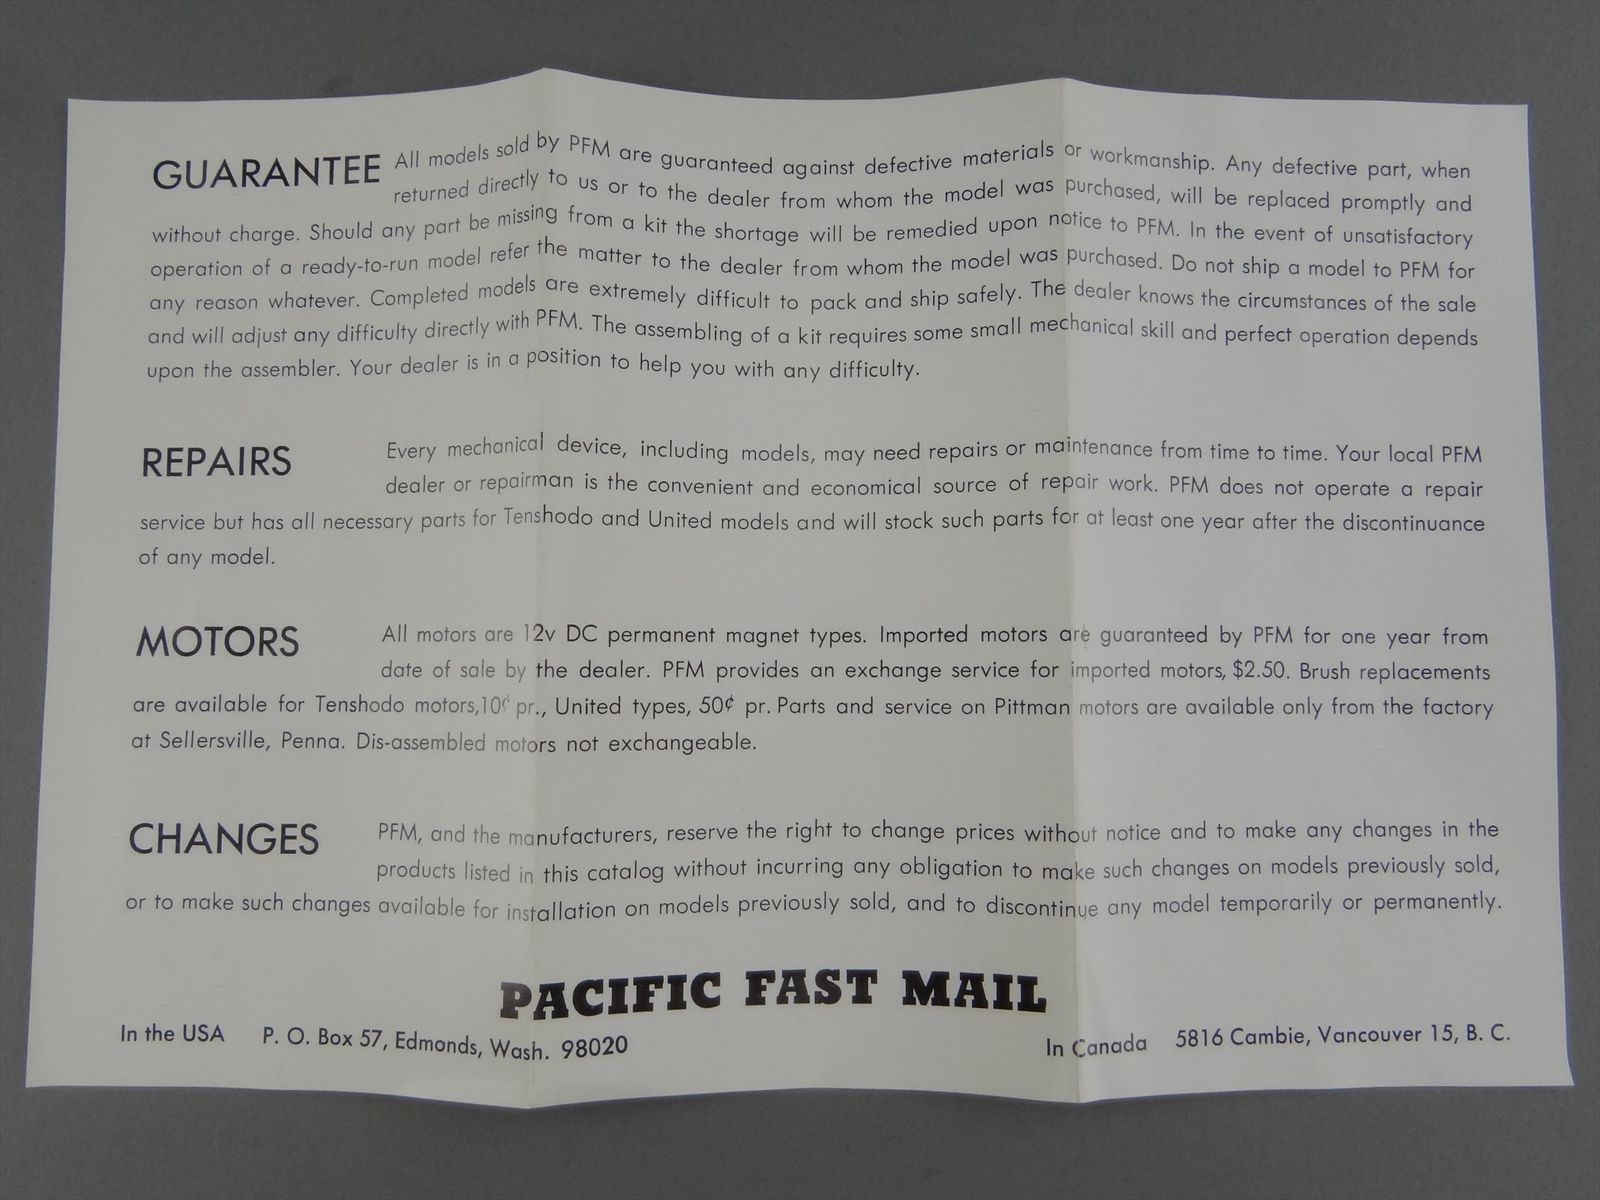 GUARANTEE All models sold by PFM are guaranteed against defective materials or workmanship. Any defective part, when
returned directly to us or to the dealer from whom the model was purchased, will be replaced promptly and
without charge. Should any part be missing from a kit the shortage will be remedied upon notice to PFM. In the event of unsatisfactory
operation of a ready-to-run model refer the matter to the dealer from whom the model was purchased. Do not ship a model to PFM for
any reason whatever. Completed models are extremely difficult to pack and ship safely. The dealer knows the circumstances of the sale
and will adjust any difficulty directly with PFM. The assembling of a kit requires some small mechanical skill and perfect operation depends
upon the assembler. Your dealer is in a position to help you with any difficulty.
REPAIRS Every mechanical device, including models, may need repairs or maintenance from time to time. Your local PFM
dealer or repairman is the convenient and economical source of repair work. PFM does not operate a repair
service but has all necessary parts for Tenshodo and United models and will stock such parts for at least one year after the discontinuance
of any model.
MOTORS All motors are 12v DC permanent magnet types. Imported motors are guaranteed by PFM for one year from
date of sale by the dealer. PFM provides an exchange service for imported motors, $2.50. Brush replacements
are available for Tenshodo motors,10¢ pr., United types, 50¢ pr. Parts and service on Pittman motors are available only from the factory
at Sellersville, Penna. Dis-assembled motors not exchangeable.
CHANGES PFM, and the manufacturers, reserve the right to change prices without notice and to make any changes in the
products listed in this catalog without incurring any obligation to make such changes on models previously sold,
or to make such changes available for installation on models previously sold, and to discontinue any model temporarily or permanently.
PACIFIC FAST MAIL
In the USA P. O. Box 57, Edmonds, Wash. 98020 In Canada 5816 Cambie, Vancouver 15, B. C.